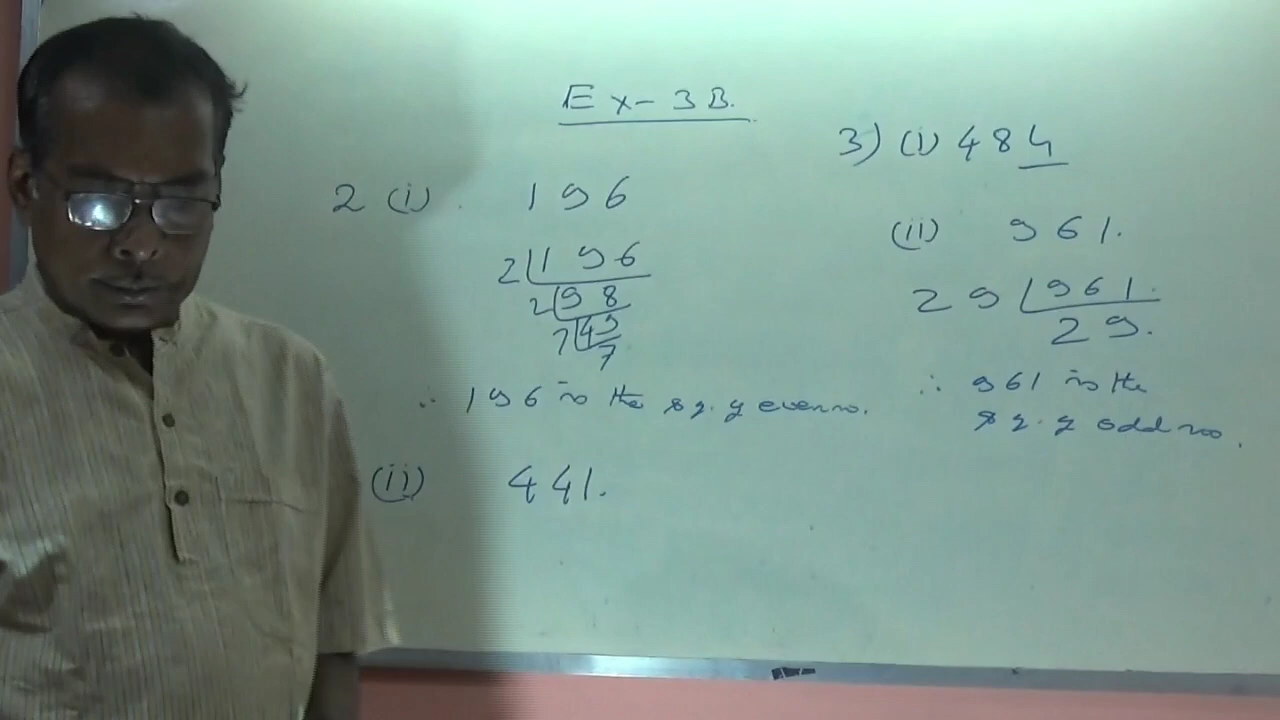 Ex- 3B.
2 (i). 196
2 196
2 98
7 49
7
∴ 196 is the sq. of even no.
(ii) 441.
3) (i) 484
(ii) 961.
29 961.
29.
∴ 961 is the
sq. of odd no.